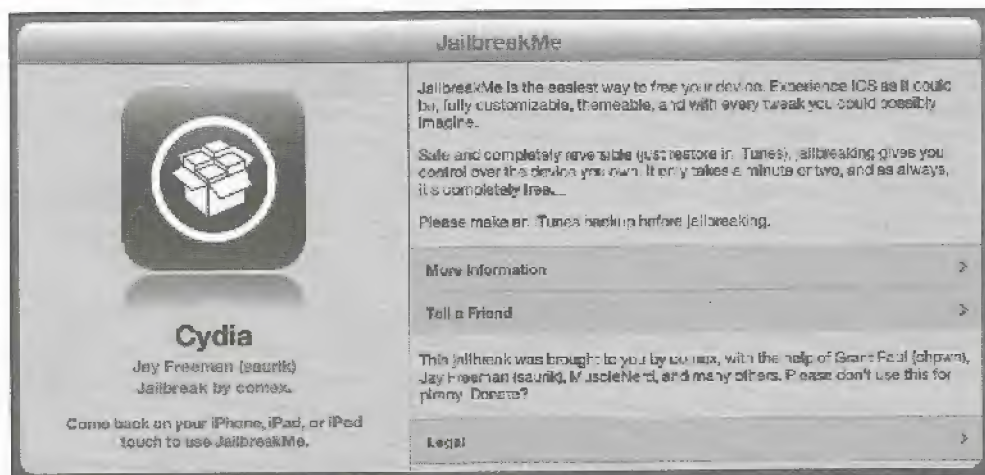 JailbreakMe
Cydia
Jay Freeman (saurik)
Jailbreak by comex.
Come back on your iPhone, iPad, or iPod
touch to use JailbreakMe.
JailbreakMe is the easiest way to free your device. Experience iOS as it could
be, fully customizable, themeable, and with every tweak you could possibly
imagine.
Safe and completely reversible (just restore in iTunes), jailbreaking gives you
control over the device you own. It only takes a minute or two, and as always,
it's completely free.
Please make an iTunes backup before jailbreaking.
More Information
Tell a Friend
This jailbreak was brought to you by comex, with the help of Grant Paul (chpwn),
Jay Freeman (saurik), MuscleNerd, and many others. Please don't use this for
piracy. Donate?
Legal